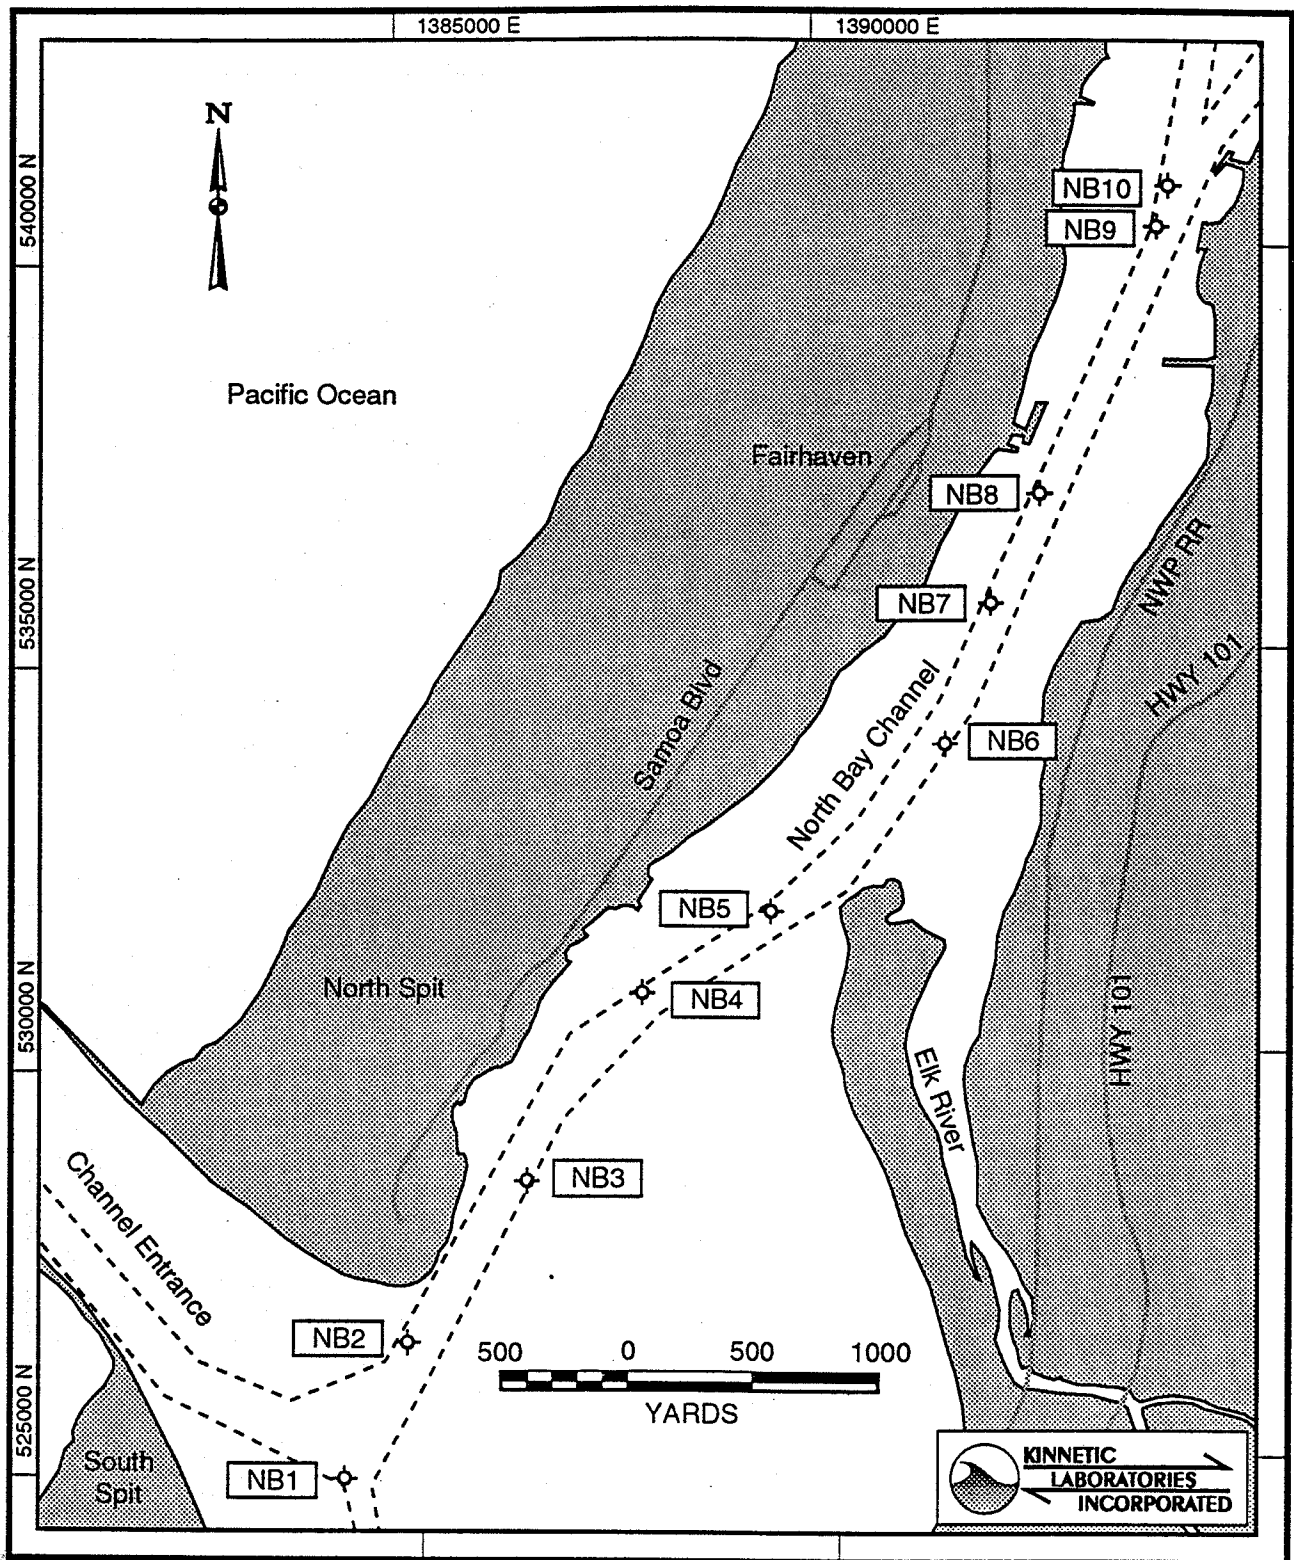 1385000 E
1390000 E
N
540000 N
NB10
NB9
Pacific Ocean
Fairhaven
NB8
NWP RR
535000 N
NB7
HWY 101
Samoa Blvd
North Bay Channel
NB6
NB5
North Spit
NB4
530000 N
HWY 101
Elk River
Channel Entrance
NB3
NB2
500 0 500 1000
YARDS
525000 N
South
Spit
NB1
KINNETIC
LABORATORIES
INCORPORATED